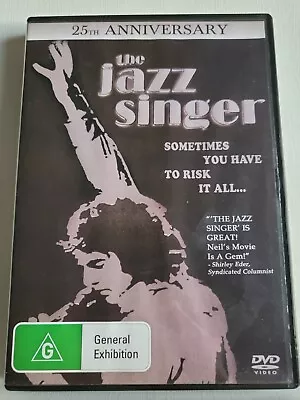 25TH ANNIVERSARY
the
jazz
singer
SOMETIMES
YOU HAVE
TO RISK
IT ALL...
"'THE JAZZ
SINGER' IS
GREAT!
Neil's Movie
Is A Gem!"
- Shirley Eder,
Syndicated Columnist
G
General
Exhibition
DVD
VIDEO